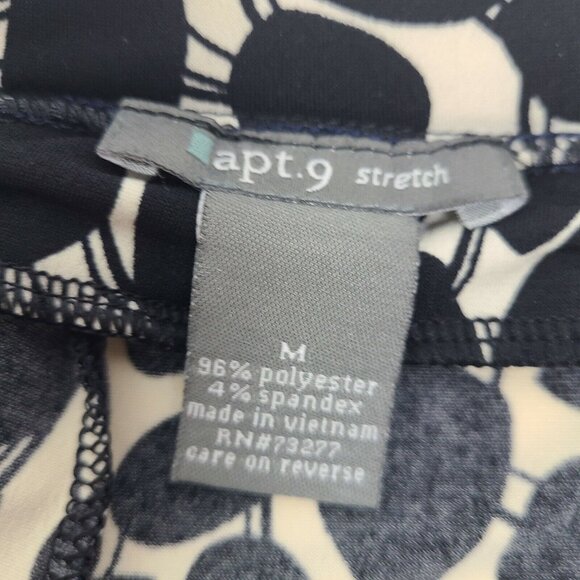 apt.9 stretch
M
96% polyester
4% spandex
made in vietnam
RN#73277
care on reverse